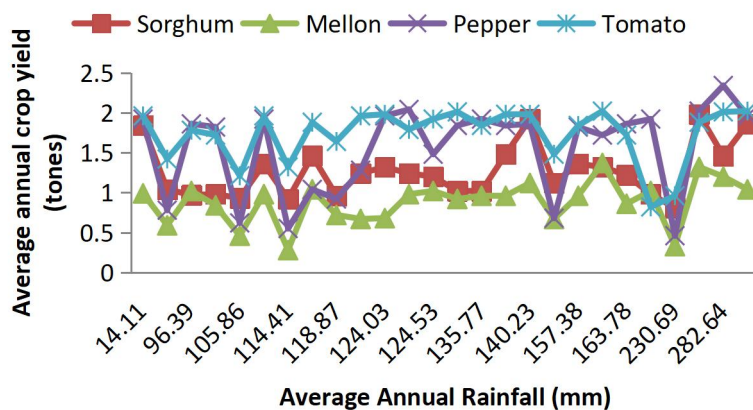 Sorghum Mellon Pepper Tomato
Average annual crop yield
(tones)
2.5
2
1.5
1
0.5
0
14.11 96.39 105.86 114.41 118.87 124.03 124.53 135.77 140.23 157.38 163.78 230.69 282.64
Average Annual Rainfall (mm)